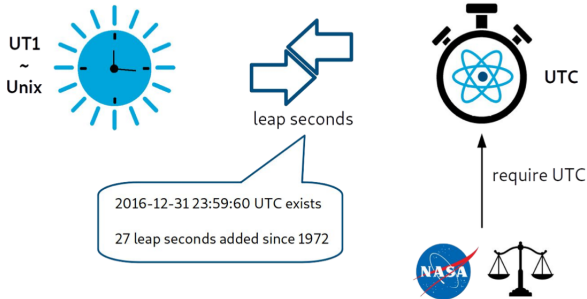 UT1
~
Unix
leap seconds
UTC
2016-12-31 23:59:60 UTC exists
27 leap seconds added since 1972
require UTC
NASA